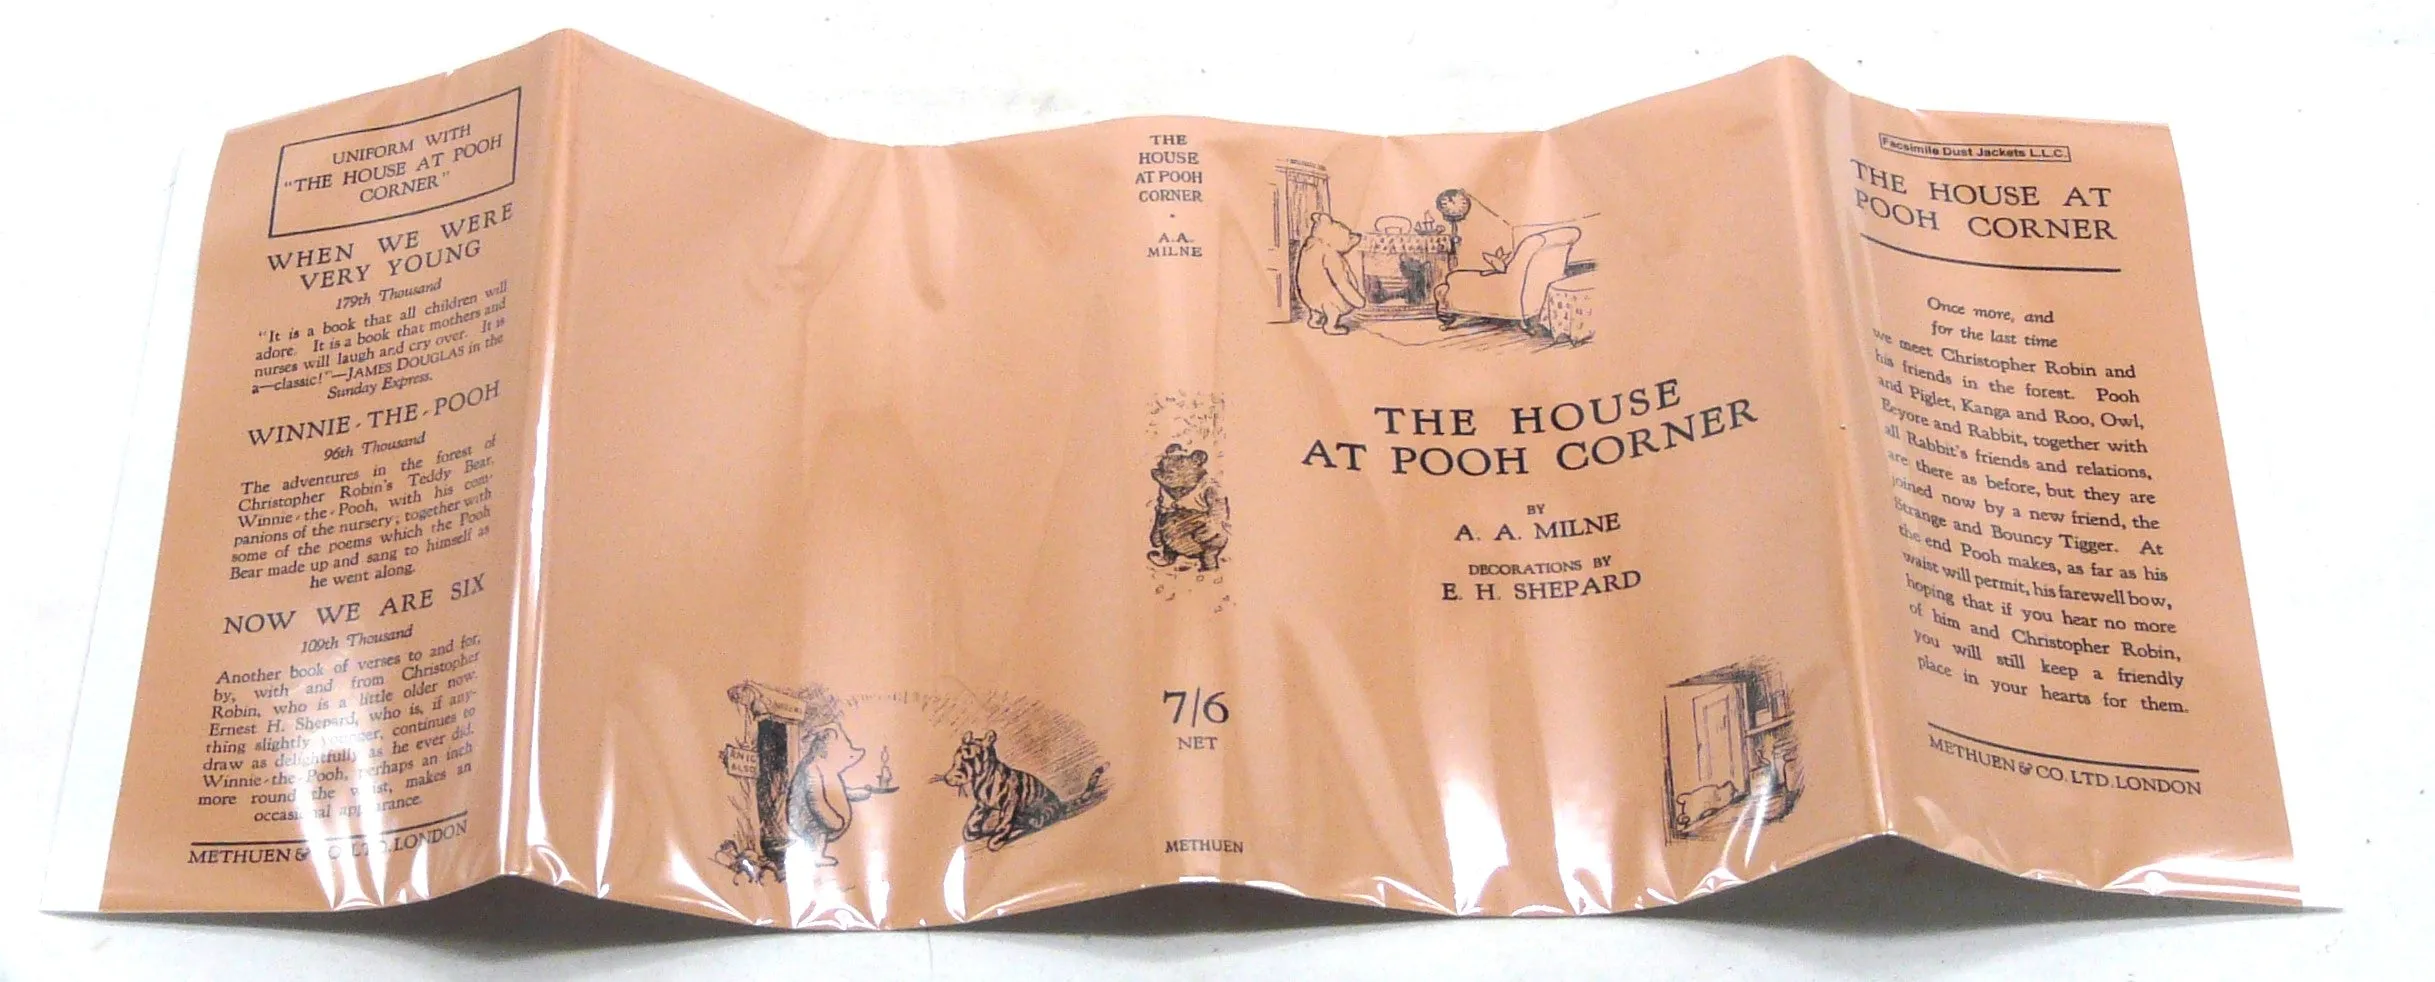 UNIFORM WITH
"THE HOUSE AT POOH
CORNER"
WHEN WE WERE
VERY YOUNG
179th Thousand
"It is a book that all children will
adore. It is a book that mothers and
nurses will laugh and cry over. It is
a—classic!"—JAMES DOUGLAS in the
Sunday Express.
WINNIE-THE-POOH
96th Thousand
The adventures in the forest of
Christopher Robin's Teddy Bear,
Winnie-the-Pooh, with his com-
panions of the nursery; together with
some of the poems which the Pooh
Bear made up and sang to himself as
he went along.
NOW WE ARE SIX
109th Thousand
Another book of verses to and for,
by, with and from Christopher
Robin, who is a little older now.
Ernest H. Shepard, who is, if any-
thing slightly younger, continues to
draw as delightfully as he ever did.
Winnie-the-Pooh, perhaps an inch
more round the waist, makes an
occasional appearance.
METHUEN & CO. LTD. LONDON
ALSO
THE
HOUSE
AT POOH
CORNER
·
A.A.
MILNE
7/6
NET
METHUEN
THE HOUSE
AT POOH CORNER
BY
A. A. MILNE
DECORATIONS BY
E. H. SHEPARD
Facsimile Dust Jackets L.L.C.
THE HOUSE AT
POOH CORNER
Once more, and
for the last time
we meet Christopher Robin and
his friends in the forest. Pooh
and Piglet, Kanga and Roo, Owl,
Eeyore and Rabbit, together with
all Rabbit's friends and relations,
are there as before, but they are
joined now by a new friend, the
Strange and Bouncy Tigger. At
the end Pooh makes, as far as his
waist will permit, his farewell bow,
hoping that if you hear no more
of him and Christopher Robin,
you will still keep a friendly
place in your hearts for them.
METHUEN & CO. LTD. LONDON